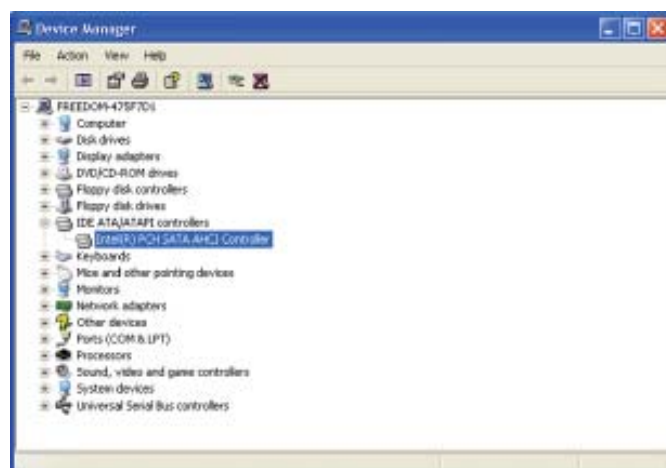 Device Manager
File Action View Help
FREEDOM-475F7D1
Computer
Disk drives
Display adapters
DVD/CD-ROM drives
Floppy disk controllers
Floppy disk drives
IDE ATA/ATAPI controllers
Intel(R) PCH SATA AHCI Controller
Keyboards
Mice and other pointing devices
Monitors
Network adapters
Other devices
Ports (COM & LPT)
Processors
Sound, video and game controllers
System devices
Universal Serial Bus controllers